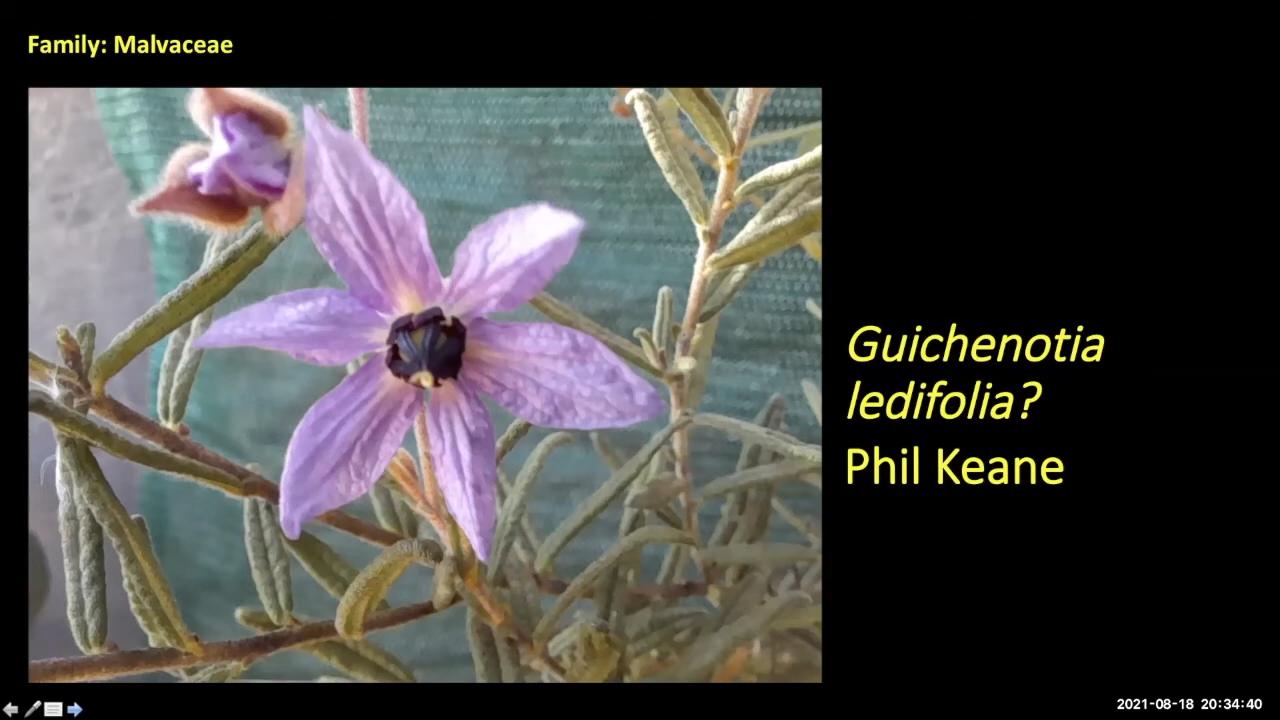 Family: Malvaceae
Guichenotia
ledifolia?
Phil Keane
2021-08-18 20:34:40